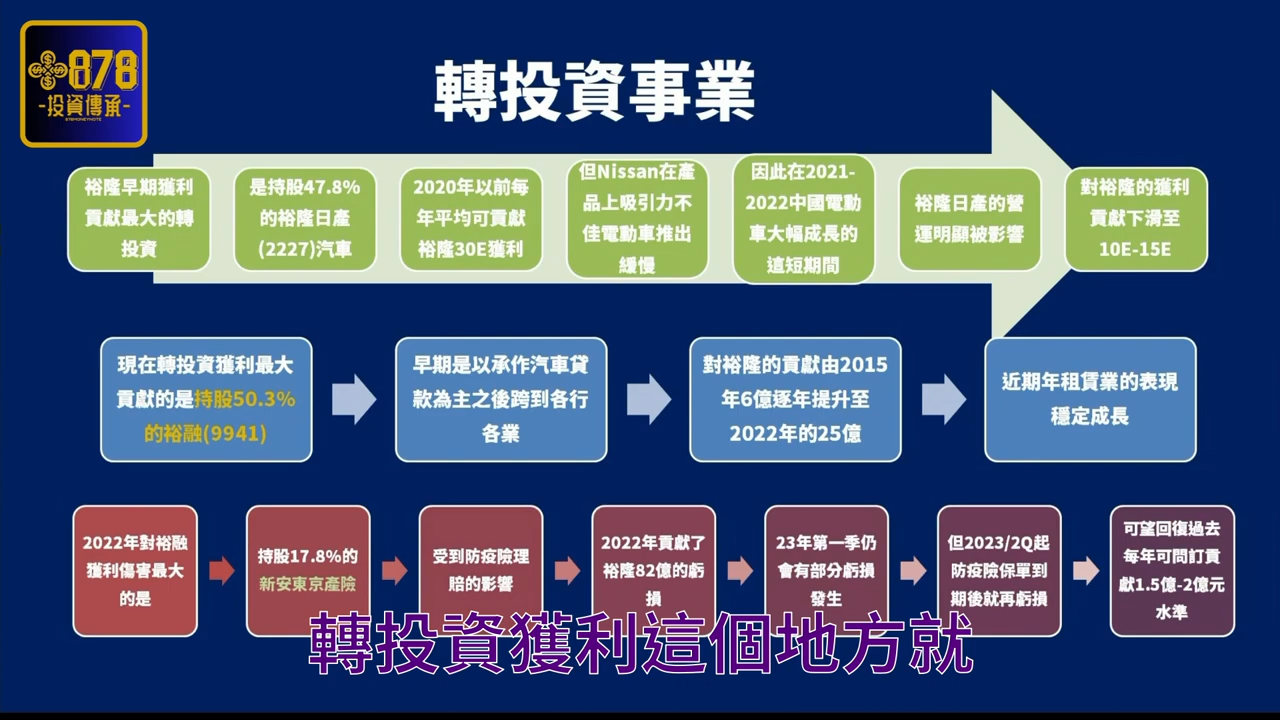 878
-投資傳承-
878MONEYNOTE
轉投資事業
裕隆早期獲利
貢獻最大的轉
投資
是持股47.8%
的裕隆日產
(2227)汽車
2020年以前每
年平均可貢獻
裕隆30E獲利
但Nissan在產
品上吸引力不
佳電動車推出
緩慢
因此在2021-
2022中國電動
車大幅成長的
這短期間
裕隆日產的營
運明顯被影響
對裕隆的獲利
貢獻下滑至
10E-15E
現在轉投資獲利最大
貢獻的是持股50.3%
的裕融(9941)
早期是以承作汽車貸
款為主之後跨到各行
各業
對裕隆的貢獻由2015
年6億逐年提升至
2022年的25億
近期年租賃業的表現
穩定成長
2022年對裕融
獲利傷害最大
的是
持股17.8%的
新安東京產險
受到防疫險理
賠的影響
2022年貢獻了
裕隆82億的虧
損
23年第一季仍
會有部分虧損
發生
但2023/2Q起
防疫險保單到
期後就再虧損
可望回復過去
每年可問訂貢
獻1.5億-2億元
水準
轉投資獲利這個地方就